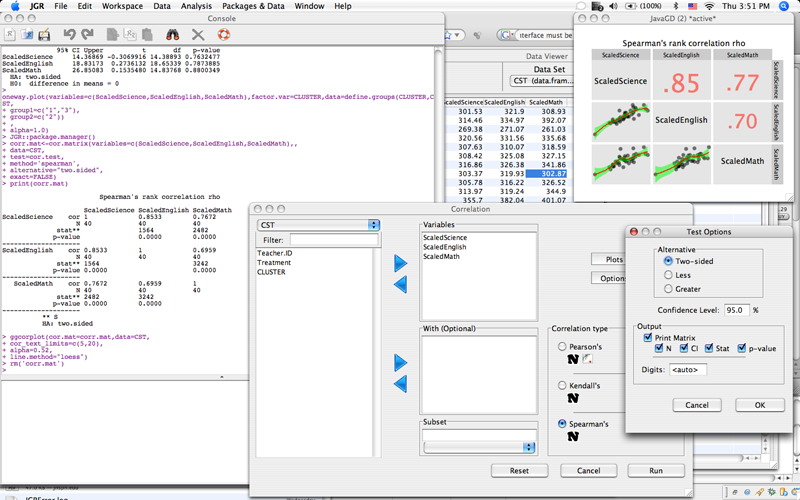 JGR File Edit Workspace Data Analysis Packages & Data Window Help (100%) Thu 3:51 PM
Console
95% CI Upper t df p-value
ScaledScience 14.36869 -0.3069916 14.38893 0.7632477
ScaledEnglish 18.83173 0.2736132 18.65339 0.7873885
ScaledMath 26.85083 0.1535480 14.83768 0.8800349
HA: two.sided
H0: difference in means = 0
>
oneway.plot(variables=c(ScaledScience,ScaledEnglish,ScaledMath),factor.var=CLUSTER,data=define.groups(CLUSTER,C
ST,
+ group1=c("1","3"),
+ group2=c("2"))
+ ,
+ alpha=1.0)
> JGR::package.manager()
> corr.mat<-cor.matrix(variables=c(ScaledScience,ScaledEnglish,ScaledMath),,
+ data=CST,
+ test=cor.test,
+ method='spearman',
+ alternative="two.sided",
+ exact=FALSE)
> print(corr.mat)
Spearman's rank correlation rho
ScaledScience ScaledEnglish ScaledMath
ScaledScience cor 1 0.8533 0.7672
N 40 40 40
stat** 1564 2482
p-value 0.0000 0.0000
-------------------
ScaledEnglish cor 0.8533 1 0.6959
N 40 40 40
stat** 1564 3242
p-value 0.0000 0.0000
-------------------
ScaledMath cor 0.7672 0.6959 1
N 40 40 40
stat** 2482 3242
p-value 0.0000 0.0000
-------------------
** S
HA: two.sided
> ggcorplot(cor.mat=corr.mat,data=CST,
+ cor_text_limits=c(5,20),
+ alpha=0.52,
+ line.method="loess")
> rm('corr.mat')
>
terface must be
Data Viewer
Data Set
CST (data.fram...
ScaledScience ScaledEnglish ScaledMath
301.53 321.9 308.93
314.46 334.97 392.07
269.38 271.07 261.03
320.56 331.56 335.68
307.63 310.07 318.59
308.42 325.08 327.15
316.86 326.38 341.86
303.37 319.93 302.87
305.78 316.22 326.52
313.97 319.24 344.9
355.7 382.04 401.07
JavaGD (2) *active*
Spearman's rank correlation rho
ScaledScience ScaledEnglish ScaledMath
ScaledScience .85 .77 ScaledScience
ScaledEnglish .70 ScaledEnglish
ScaledMath ScaledMath
Correlation
CST
Filter:
Teacher.ID
Treatment
CLUSTER
Variables
ScaledScience
ScaledEnglish
ScaledMath
With (Optional)
Subset
Plots
Option
Correlation type
Pearson's
N
Kendall's
N
Spearman's
N
Reset Cancel Run
Test Options
Alternative
Two-sided
Less
Greater
Confidence Level: 95.0 %
Output
Print Matrix
N CI Stat p-value
Digits: <auto>
Cancel OK
JGRError.log